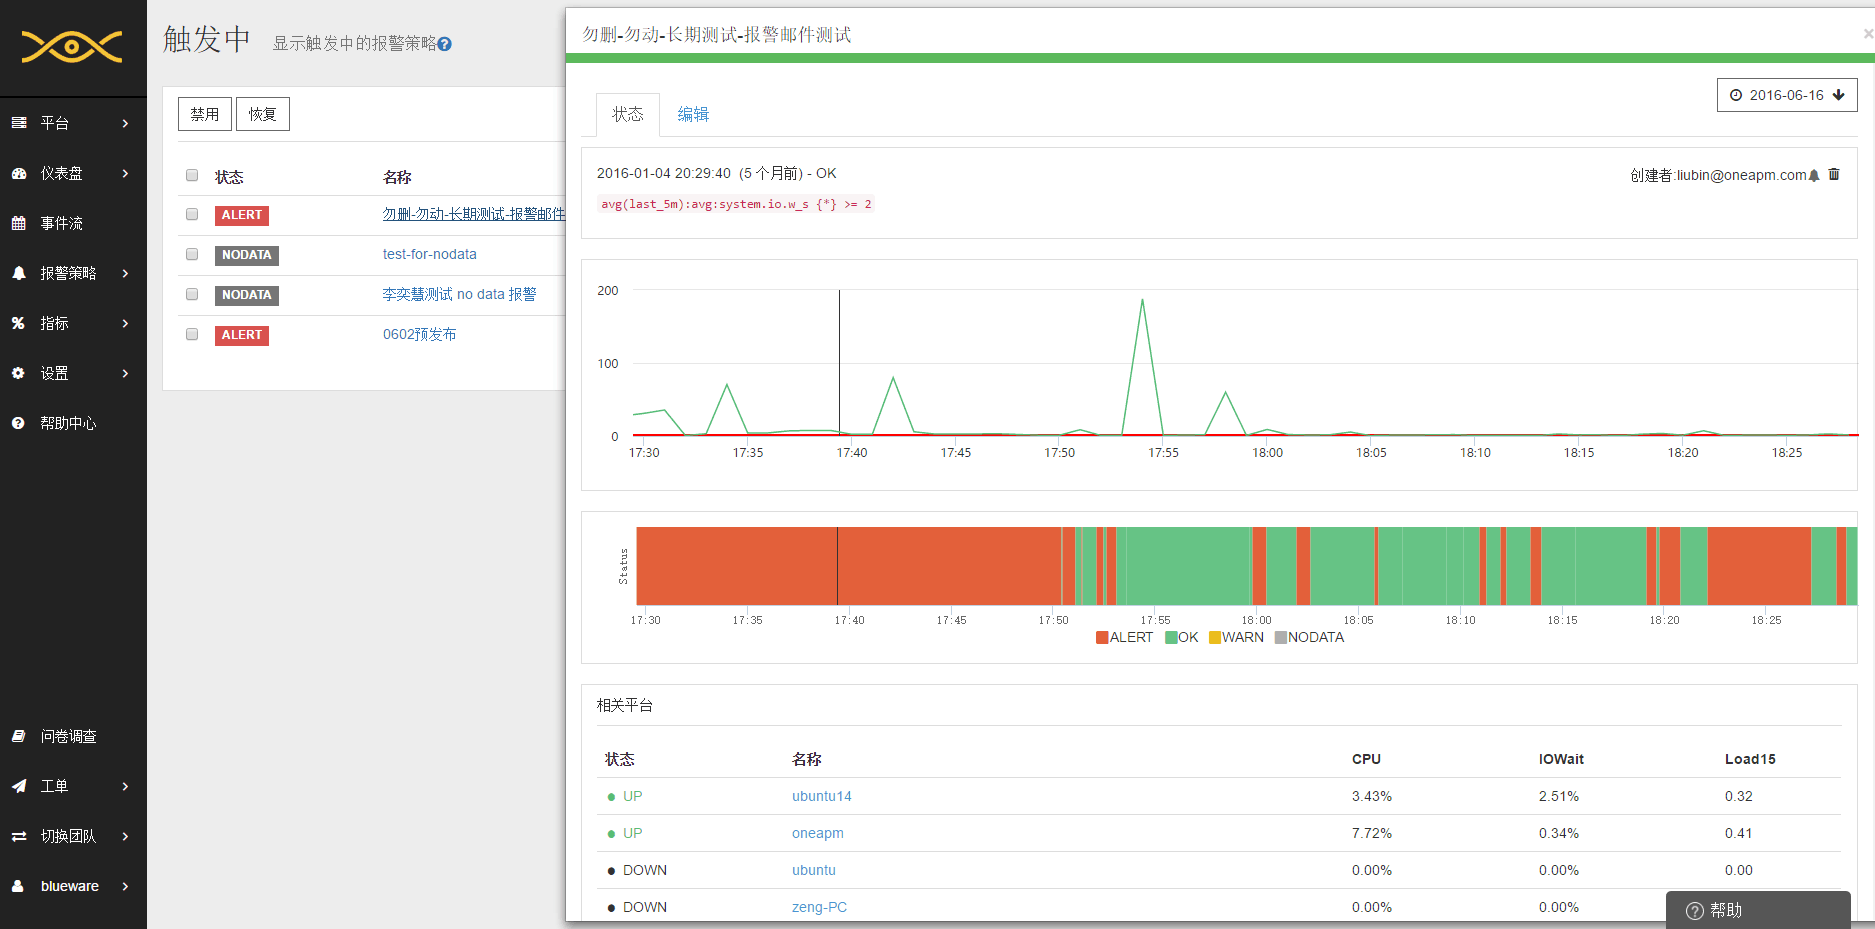 平台
仪表盘
事件流
报警策略
指标
设置
帮助中心
问卷调查
工单
切换团队
blueware
触发中 显示触发中的报警策略
禁用 恢复
状态 名称
ALERT 勿删-勿动-长期测试-报警邮件
NODATA test-for-nodata
NODATA 李奕慧测试 no data 报警
ALERT 0602预发布
勿删-勿动-长期测试-报警邮件测试
×
2016-06-16
状态 编辑
2016-01-04 20:29:40 (5 个月前) - OK
创建者:liubin@oneapm.com
avg(last_5m):avg:system.io.w_s {*} >= 2
200
100
0
17:30 17:35 17:40 17:45 17:50 17:55 18:00 18:05 18:10 18:15 18:20 18:25
Status
17:30 17:35 17:40 17:45 17:50 17:55 18:00 18:05 18:10 18:15 18:20 18:25
ALERT OK WARN NODATA
相关平台
状态 名称 CPU IOWait Load15
UP ubuntu14 3.43% 2.51% 0.32
UP oneapm 7.72% 0.34% 0.41
DOWN ubuntu 0.00% 0.00% 0.00
DOWN zeng-PC 0.00% 0.00%
帮助